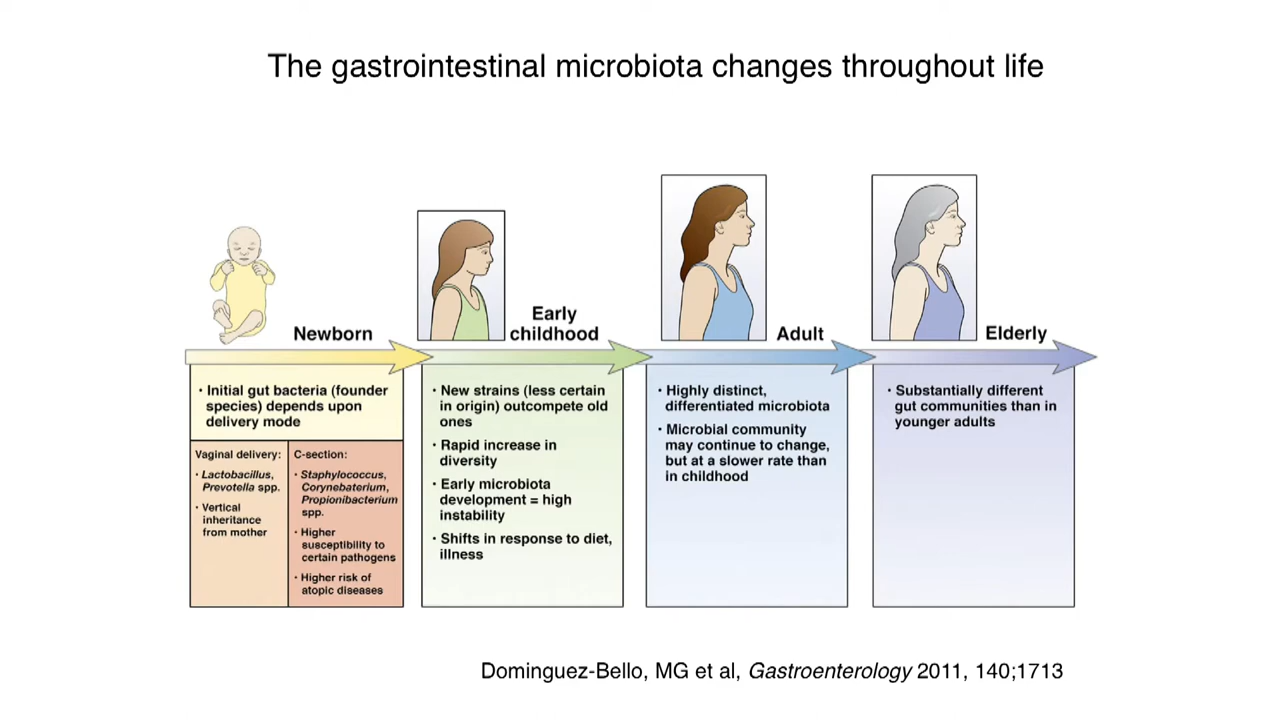 The gastrointestinal microbiota changes throughout life
Newborn
Early
childhood
Adult
Elderly
• Initial gut bacteria (founder
species) depends upon
delivery mode
Vaginal delivery:
• Lactobacillus,
Prevotella spp.
• Vertical
inheritance
from mother
C-section:
• Staphylococcus,
Corynebaterium,
Propionibacterium
spp.
• Higher
susceptibility to
certain pathogens
• Higher risk of
atopic diseases
• New strains (less certain
in origin) outcompete old
ones
• Rapid increase in
diversity
• Early microbiota
development = high
instability
• Shifts in response to diet,
illness
• Highly distinct,
differentiated microbiota
• Microbial community
may continue to change,
but at a slower rate than
in childhood
• Substantially different
gut communities than in
younger adults
Dominguez-Bello, MG et al, Gastroenterology 2011, 140;1713